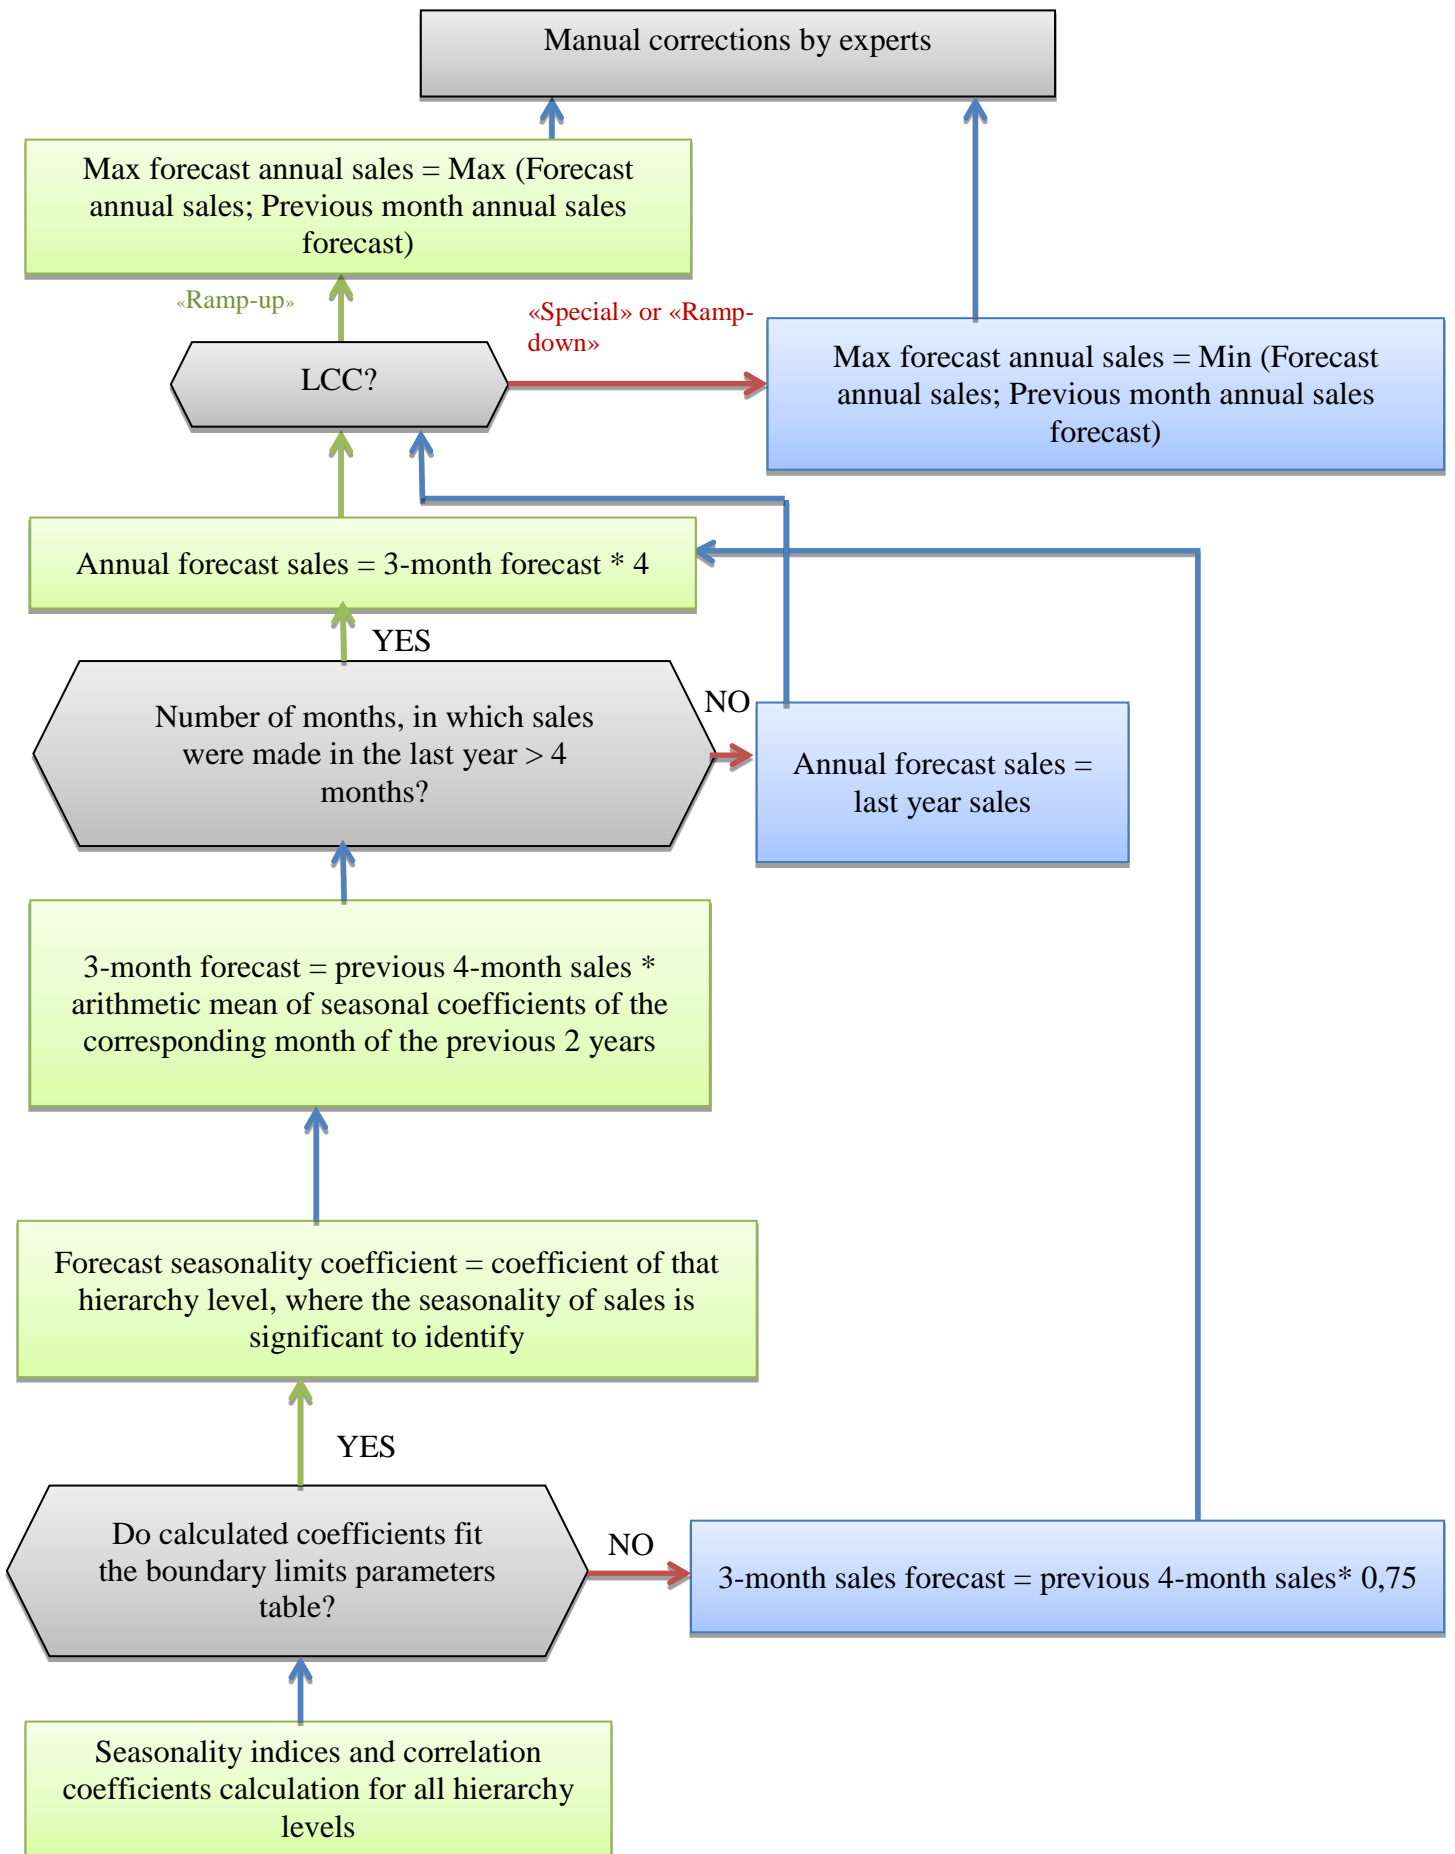 Manual corrections by experts
Max forecast annual sales = Max (Forecast
annual sales; Previous month annual sales
forecast)
«Ramp-up»
«Special» or «Ramp-
down»
LCC?
Max forecast annual sales = Min (Forecast
annual sales; Previous month annual sales
forecast)
Annual forecast sales = 3-month forecast * 4
YES
Number of months, in which sales
were made in the last year > 4
months?
NO
Annual forecast sales =
last year sales
3-month forecast = previous 4-month sales *
arithmetic mean of seasonal coefficients of the
corresponding month of the previous 2 years
Forecast seasonality coefficient = coefficient of that
hierarchy level, where the seasonality of sales is
significant to identify
YES
Do calculated coefficients fit
the boundary limits parameters
table?
NO
3-month sales forecast = previous 4-month sales* 0,75
Seasonality indices and correlation
coefficients calculation for all hierarchy
levels